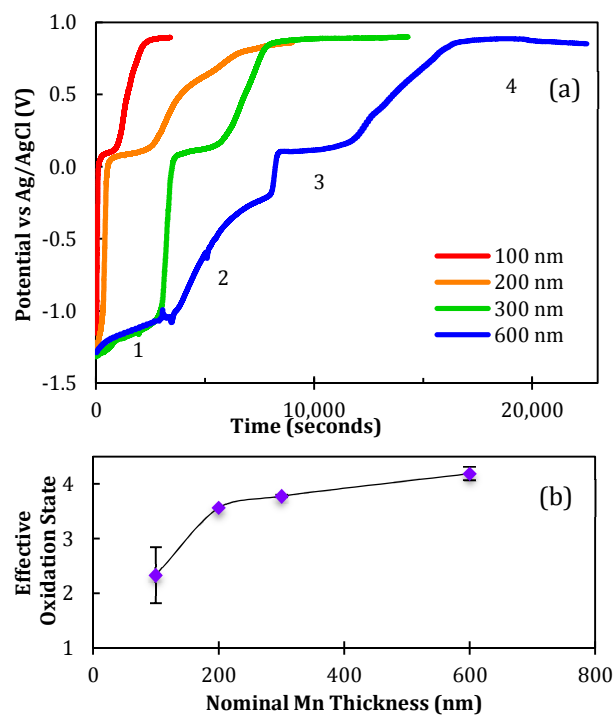 Potential vs Ag/AgCl (V)
1.0
0.5
0.0
-0.5
-1.0
-1.5
(a)
4
3
2
1
100 nm
200 nm
300 nm
600 nm
0
10,000
20,000
Time (seconds)
Effective
Oxidation State
4
3
2
1
(b)
0
200
400
600
800
Nominal Mn Thickness (nm)